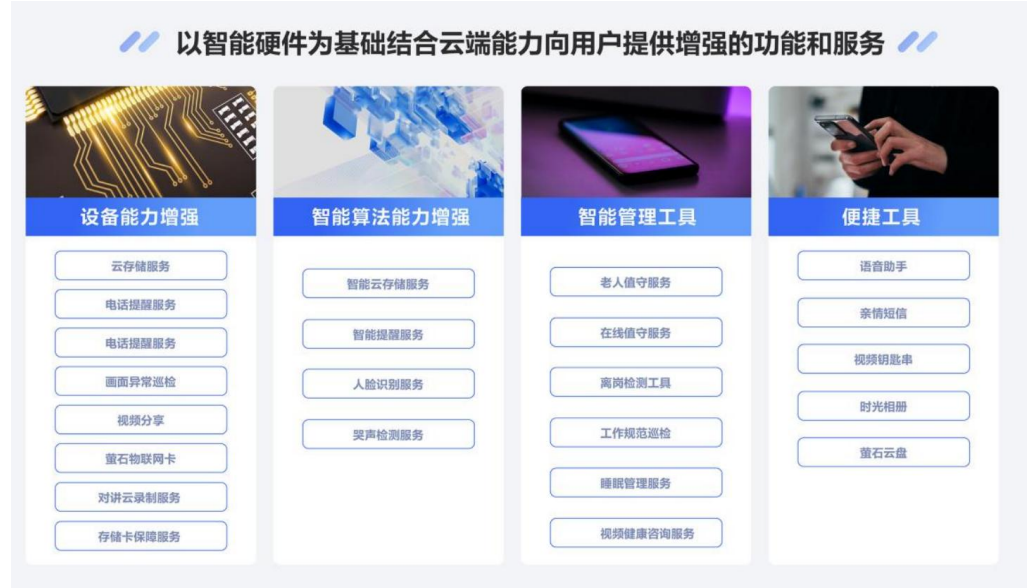 以智能硬件为基础结合云端能力向用户提供增强的功能和服务
设备能力增强
云存储服务
电话提醒服务
电话提醒服务
画面异常巡检
视频分享
萤石物联网卡
对讲云录制服务
存储卡保障服务
智能算法能力增强
智能云存储服务
智能提醒服务
人脸识别服务
哭声检测服务
智能管理工具
老人值守服务
在线值守服务
离岗检测工具
工作规范巡检
睡眠管理服务
视频健康咨询服务
便捷工具
语音助手
亲情短信
视频钥匙串
时光相册
萤石云盘